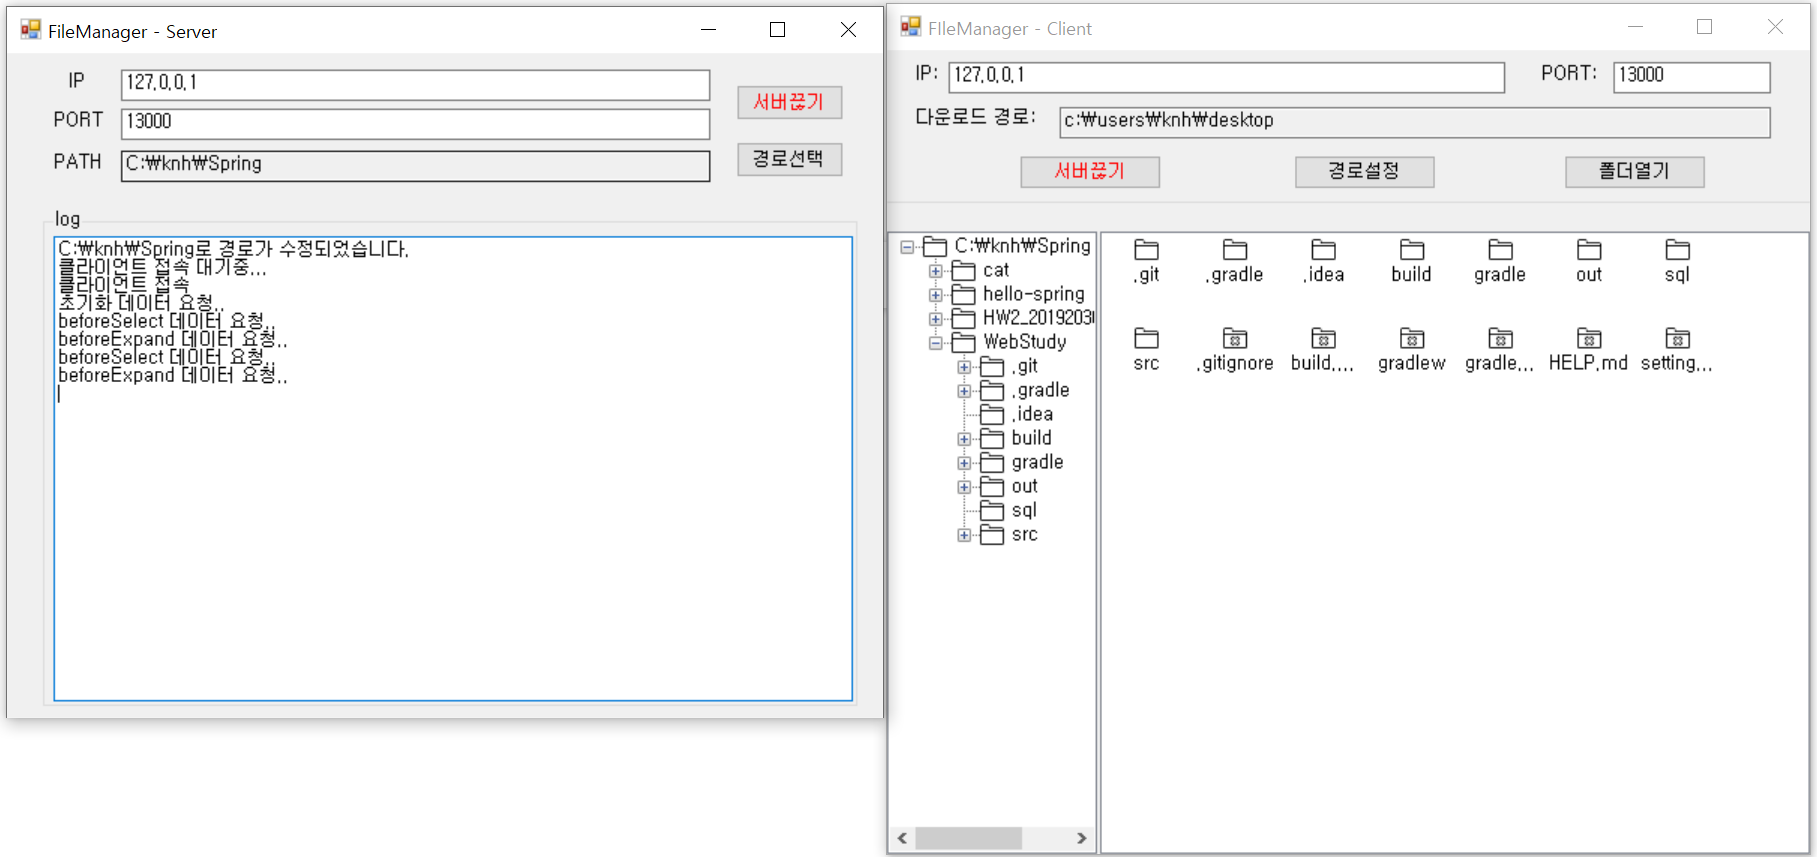 FileManager - Server
IP
127.0.0.1
서버끊기
PORT
13000
PATH
C:₩knh₩Spring
경로선택
log
C:₩knh₩Spring로 경로가 수정되었습니다.
클라이언트 접속 대기중...
클라이언트 접속
초기화 데이터 요청..
beforeSelect 데이터 요청..
beforeExpand 데이터 요청..
beforeSelect 데이터 요청..
beforeExpand 데이터 요청..
FIleManager - Client
IP: 127.0.0.1 PORT: 13000
다운로드 경로: c:₩users₩knh₩desktop
서버끊기 경로설정 폴더열기
C:₩knh₩Spring
cat
hello-spring
HW2_2019203
WebStudy
.git
.gradle
.idea
build
gradle
out
sql
src
.git .gradle .idea build gradle out sql
src .gitignore build.... gradlew gradle... HELP.md setting...